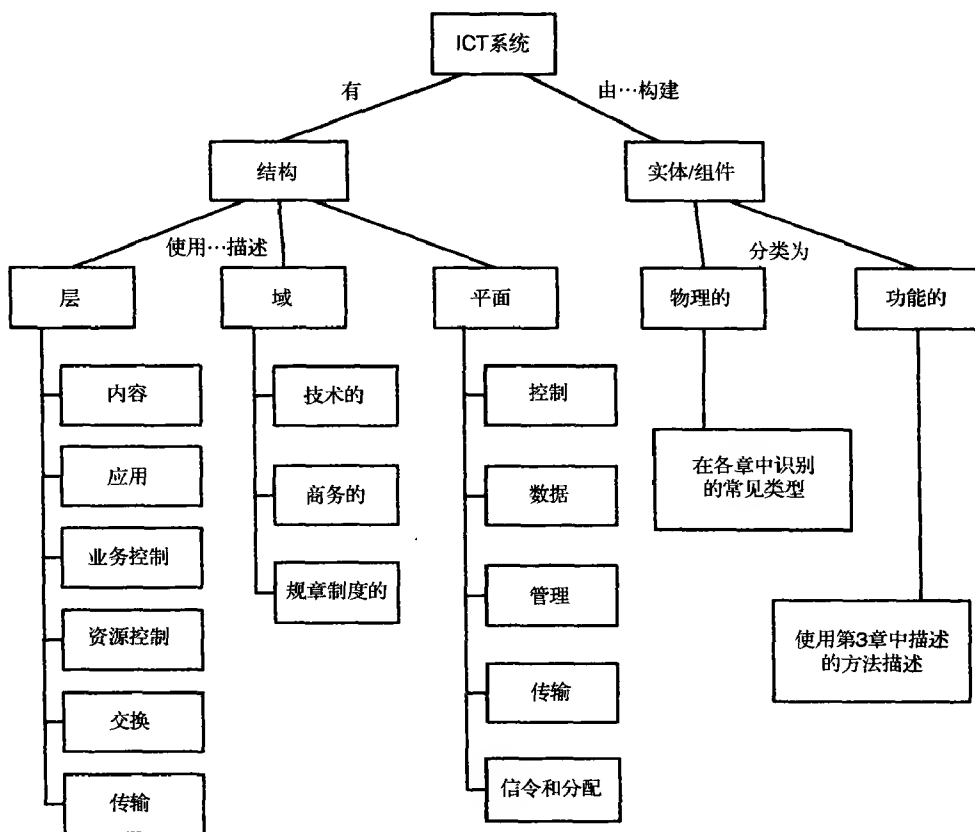 ICT系统
有
由…构建
结构
实体/组件
使用…描述
分类为
层
域
平面
物理的
功能的
内容
应用
业务控制
资源控制
交换
传输
技术的
商务的
规章制度的
控制
数据
管理
传输
信令和分配
在各章中识别
的常见类型
使用第3章中描述
的方法描述